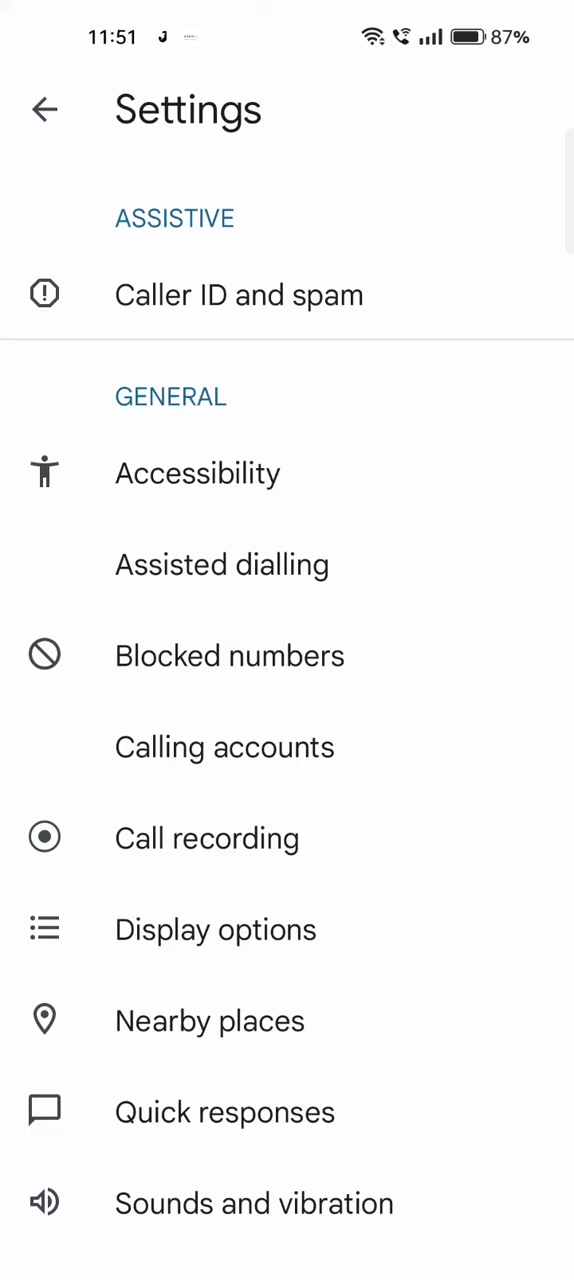 11:51 J 87%
Settings
ASSISTIVE
Caller ID and spam
GENERAL
Accessibility
Assisted dialling
Blocked numbers
Calling accounts
Call recording
Display options
Nearby places
Quick responses
Sounds and vibration